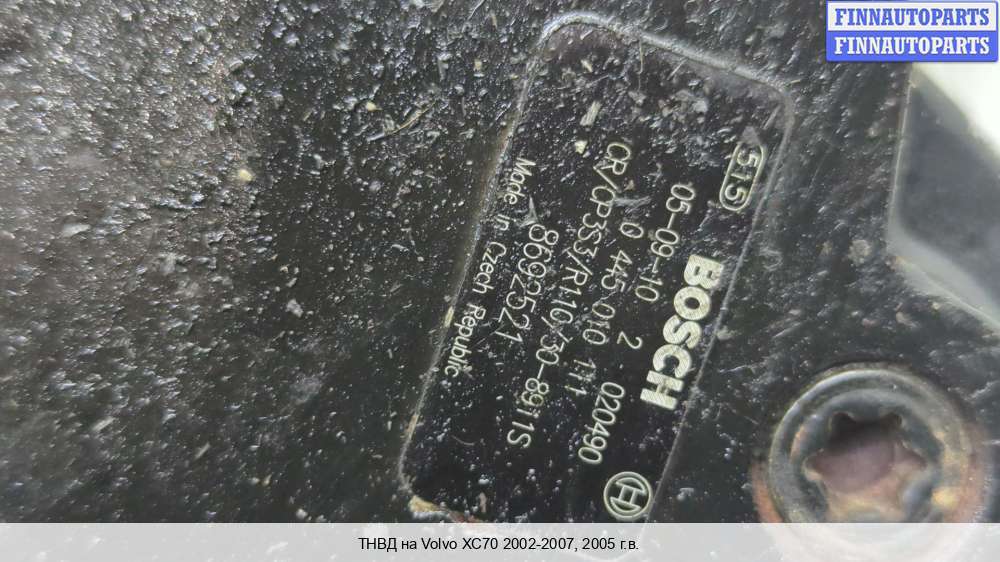 FINNAUTOPARTS
FINNAUTOPARTS
515
BOSCH
05-09-10 2 020490
0 445 010 111
CR/CP3S3/R110/30-8911S
8692521
Made in Czech Republic
ТНВД на Volvo XC70 2002-2007, 2005 г.в.